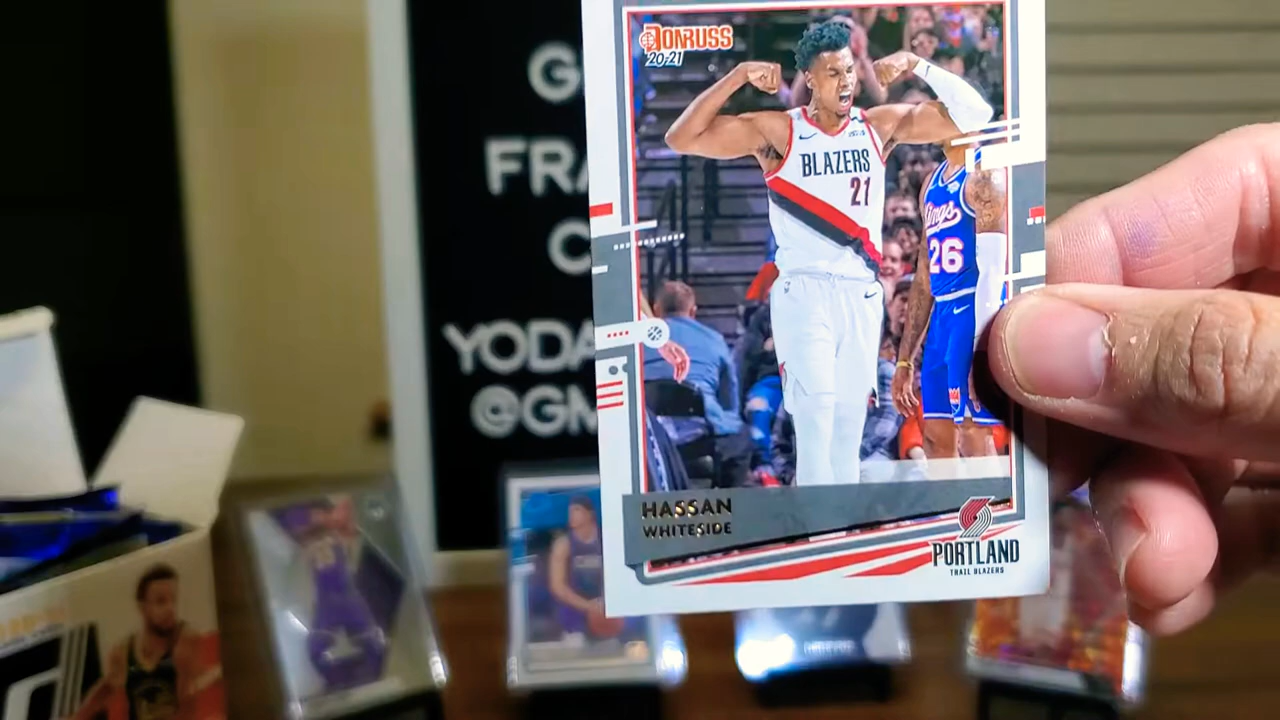 DONRUSS
20-21
BLAZERS
21
Kings
26
HASSAN
WHITESIDE
PORTLAND
TRAIL BLAZERS
FRA
YODA
@GM